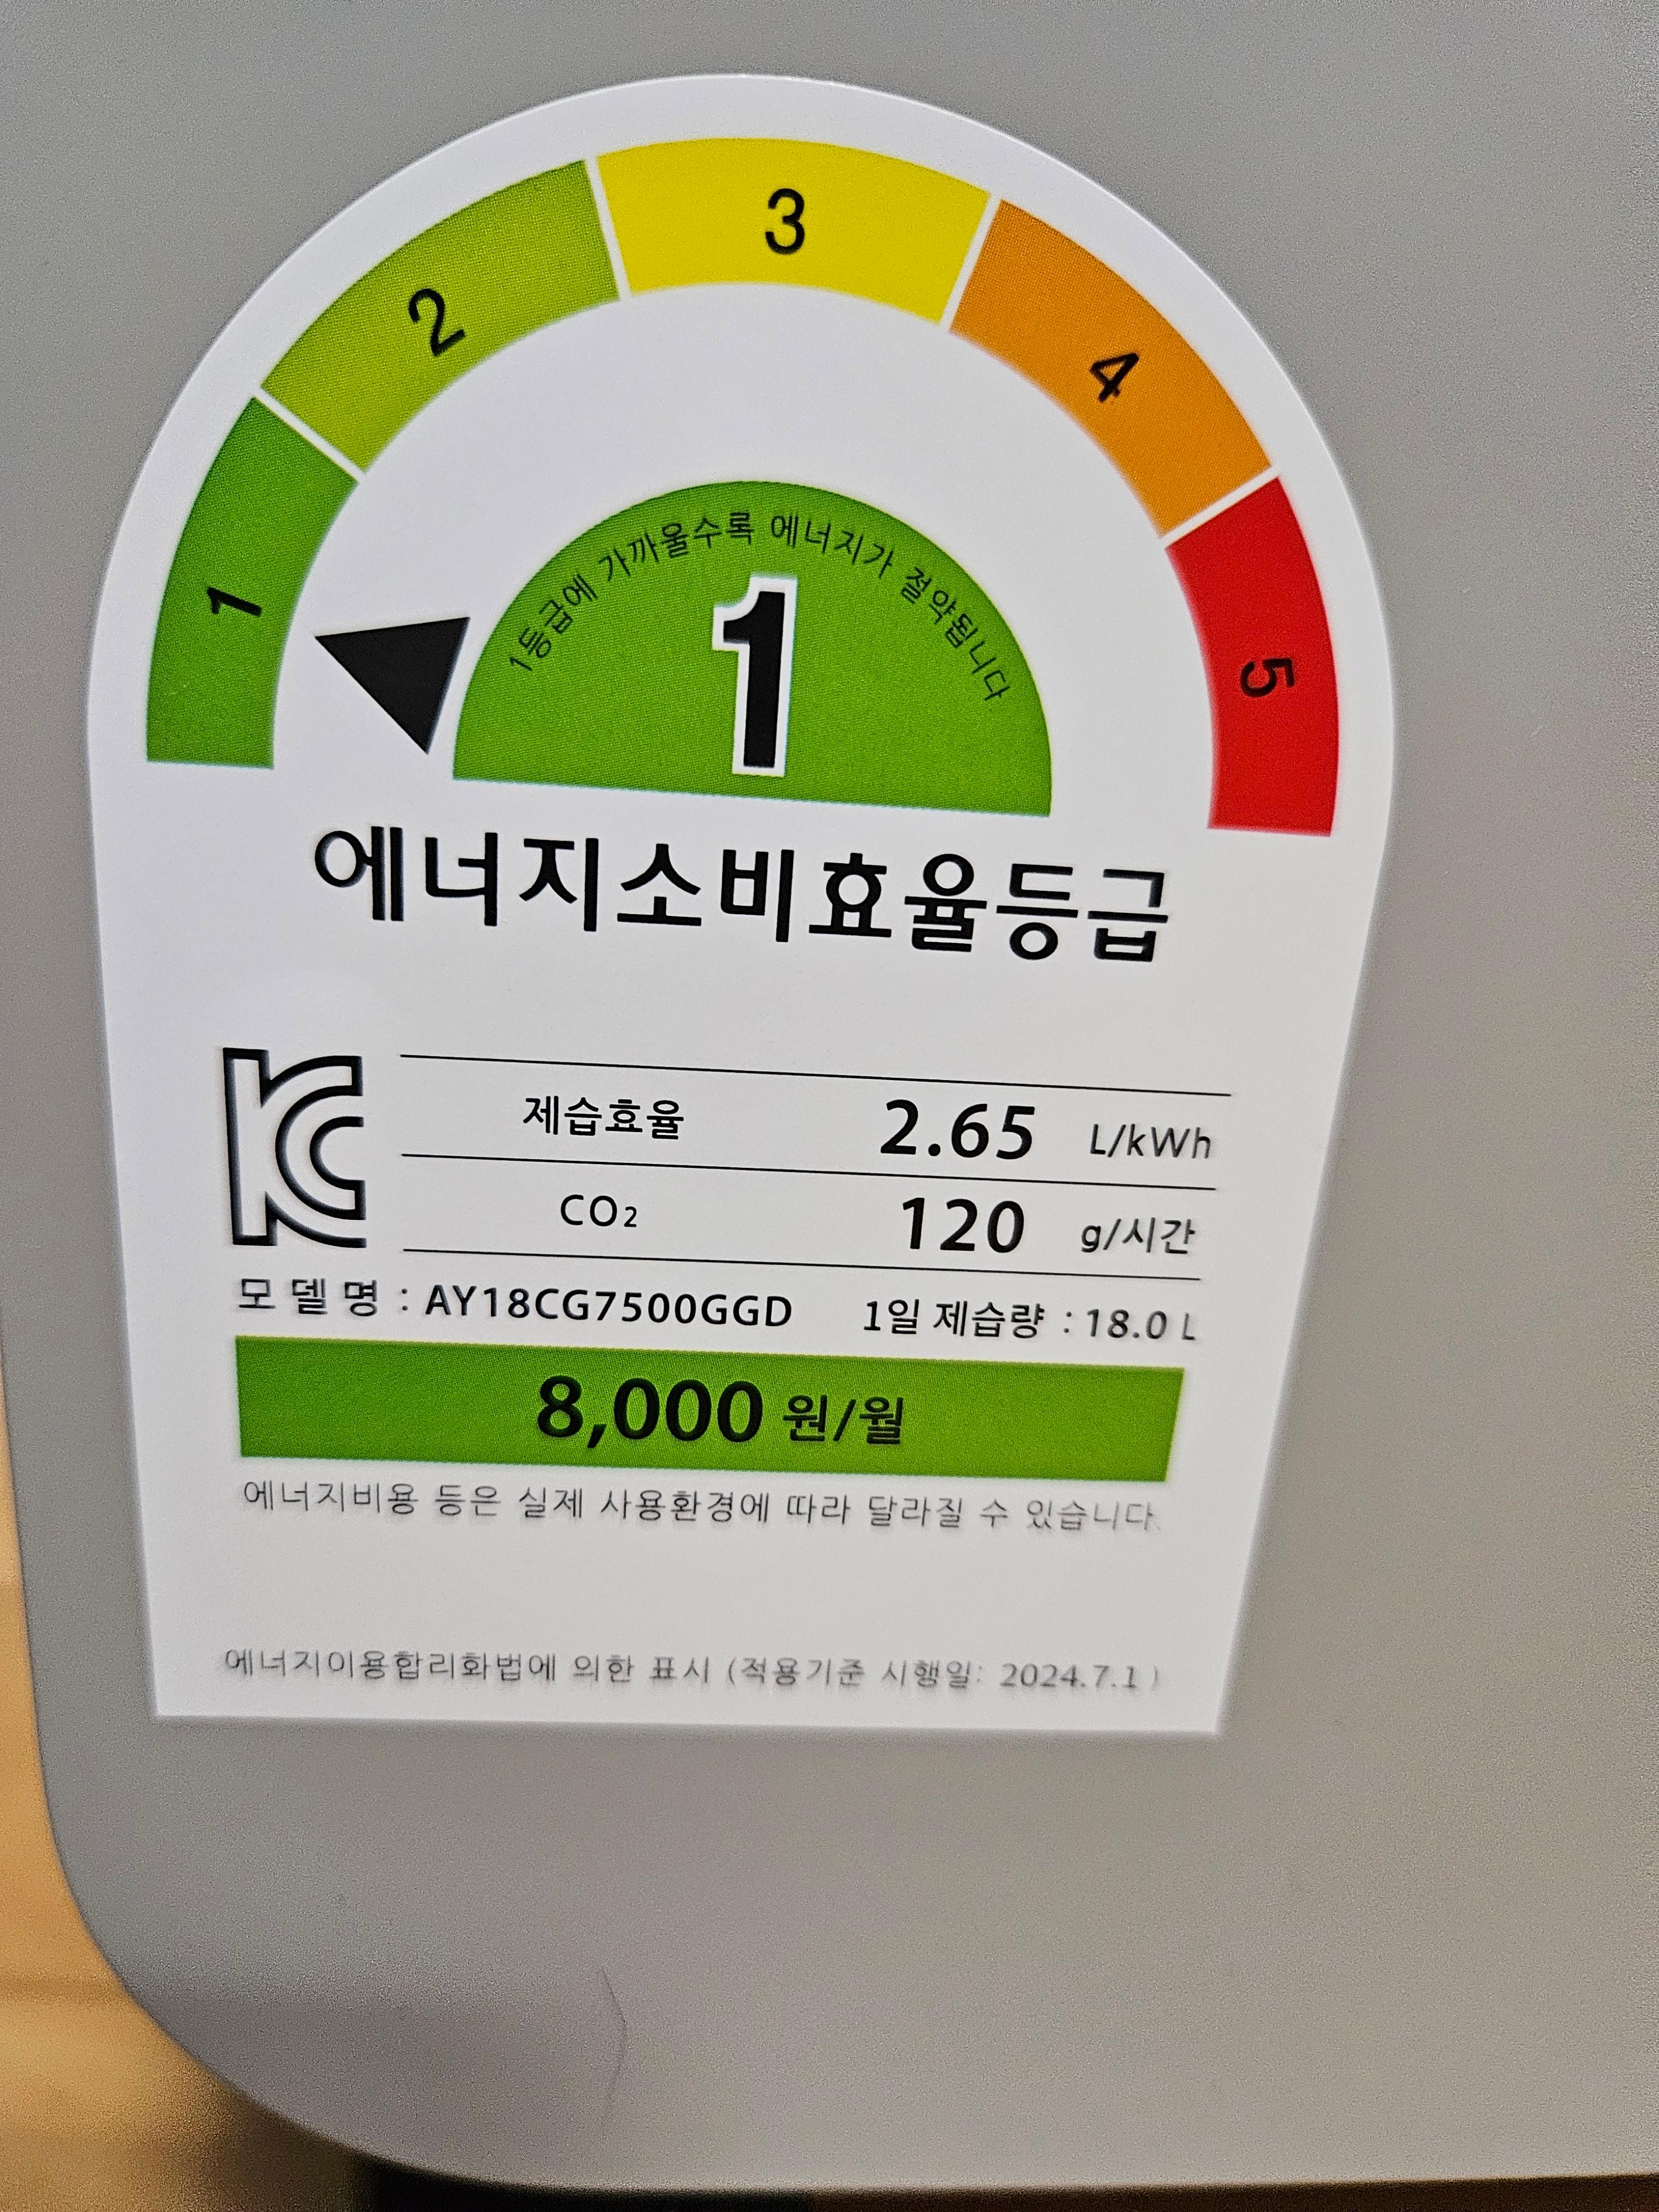 1
2
3
4
5
1등급에 가까울수록 에너지가 절약됩니다
1
에너지소비효율등급
KC
제습효율 2.65 L/kWh
CO₂ 120 g/시간
모델명 : AY18CG7500GGD 1일 제습량 : 18.0 L
8,000 원/월
에너지비용 등은 실제 사용환경에 따라 달라질 수 있습니다.
에너지이용합리화법에 의한 표시 (적용기준 시행일: 2024.7.1 )